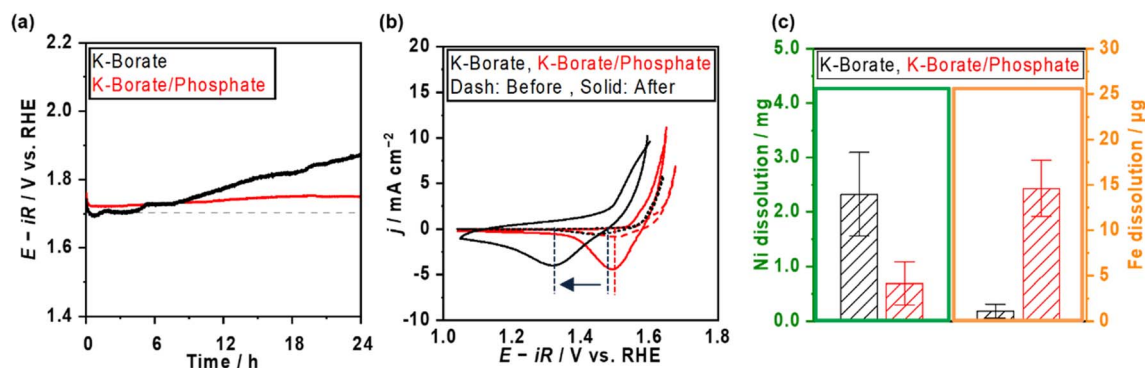 (a)
2.2
2.0
1.8
1.6
1.4
E − iR / V vs. RHE
K-Borate
K-Borate/Phosphate
0 6 12 18 24
Time / h
(b)
20
15
10
5
0
-5
-10
j / mA cm⁻²
K-Borate, K-Borate/Phosphate
Dash: Before , Solid: After
1.0 1.2 1.4 1.6 1.8
E − iR / V vs. RHE
(c)
5.0
4.0
3.0
2.0
1.0
0.0
Ni dissolution / mg
K-Borate, K-Borate/Phosphate
30
25
20
15
10
5
0
Fe dissolution / µg